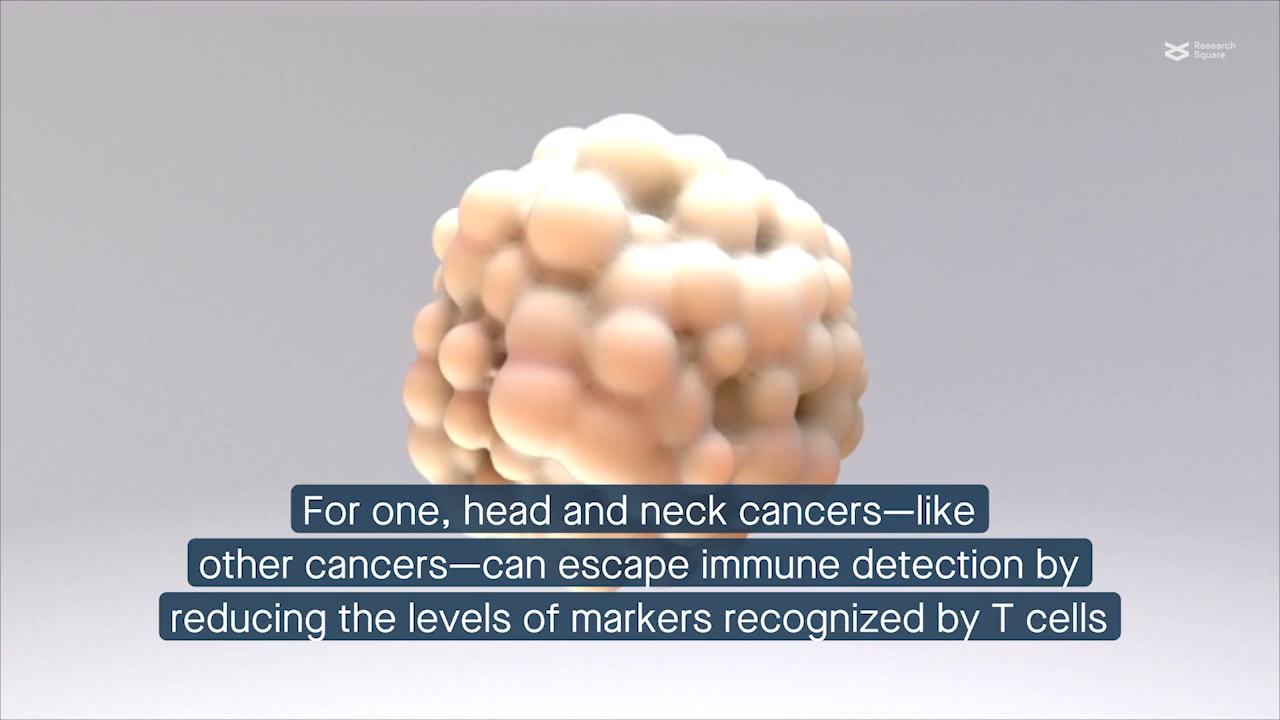 Research
Square
For one, head and neck cancers—like
other cancers—can escape immune detection by
reducing the levels of markers recognized by T cells